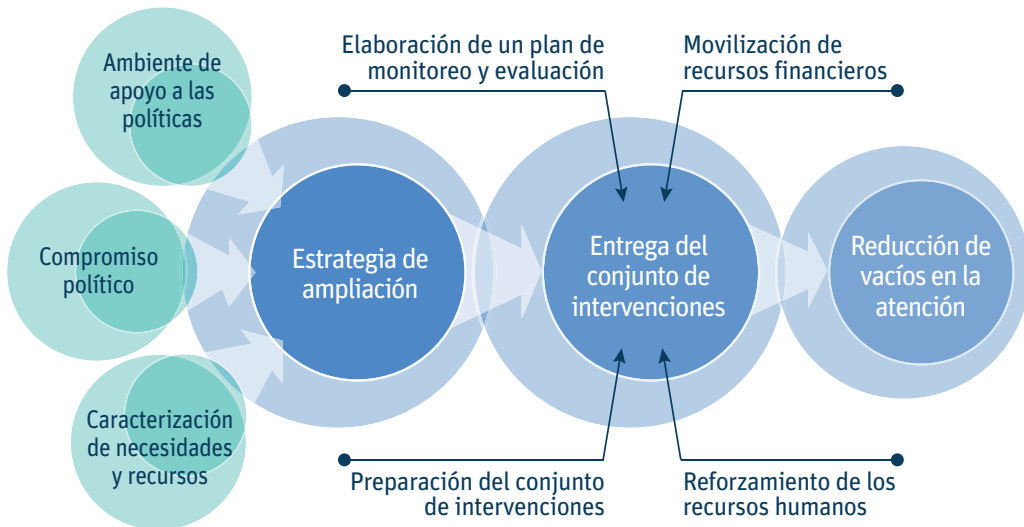 Ambiente de
apoyo a las
políticas
Compromiso
político
Caracterización
de necesidades
y recursos
Estrategia de
ampliación
Elaboración de un plan de
monitoreo y evaluación
Movilización de
recursos financieros
Entrega del
conjunto de
intervenciones
Preparación del conjunto
de intervenciones
Reforzamiento de los
recursos humanos
Reducción de
vacíos en la
atención